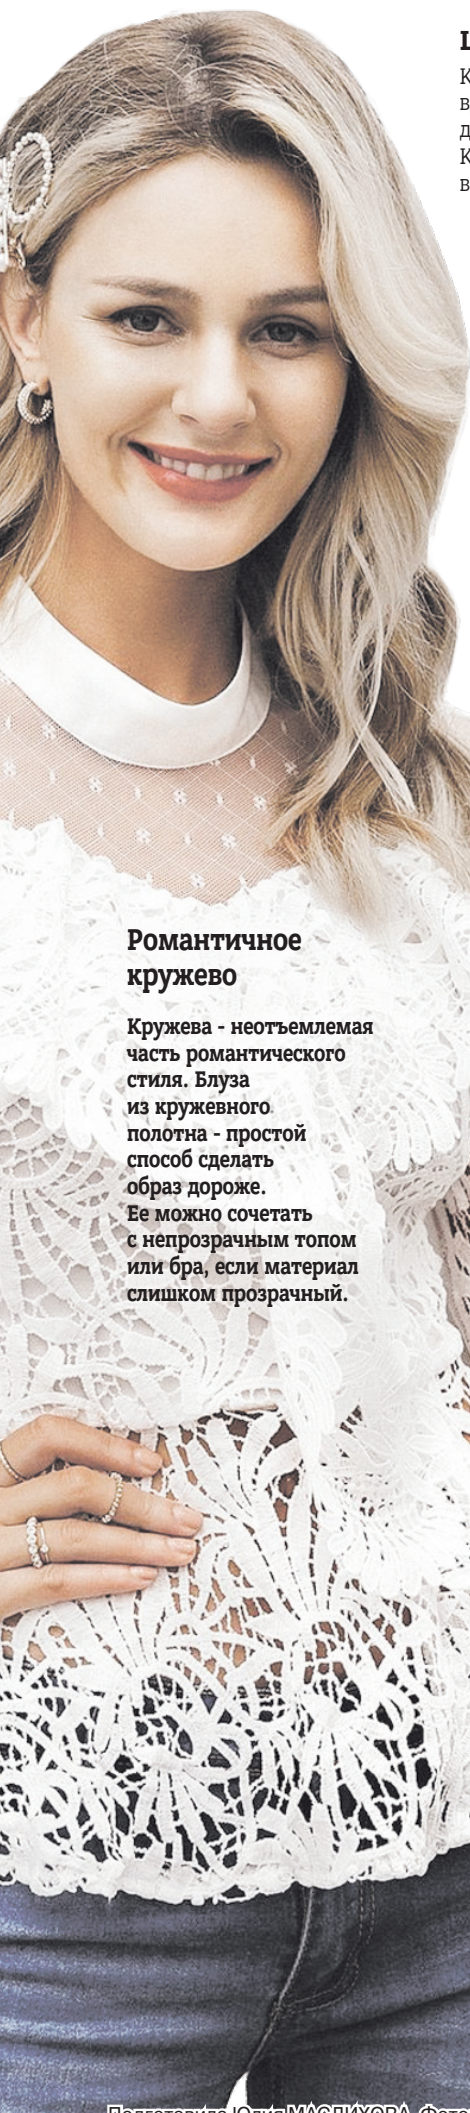 Романтичное
кружево
Кружева - неотъемлемая
часть романтического
стиля. Блуза
из кружевного
полотна - простой
способ сделать
образ дороже.
Ее можно сочетать
с непрозрачным топом
или бра, если материал
слишком прозрачный.